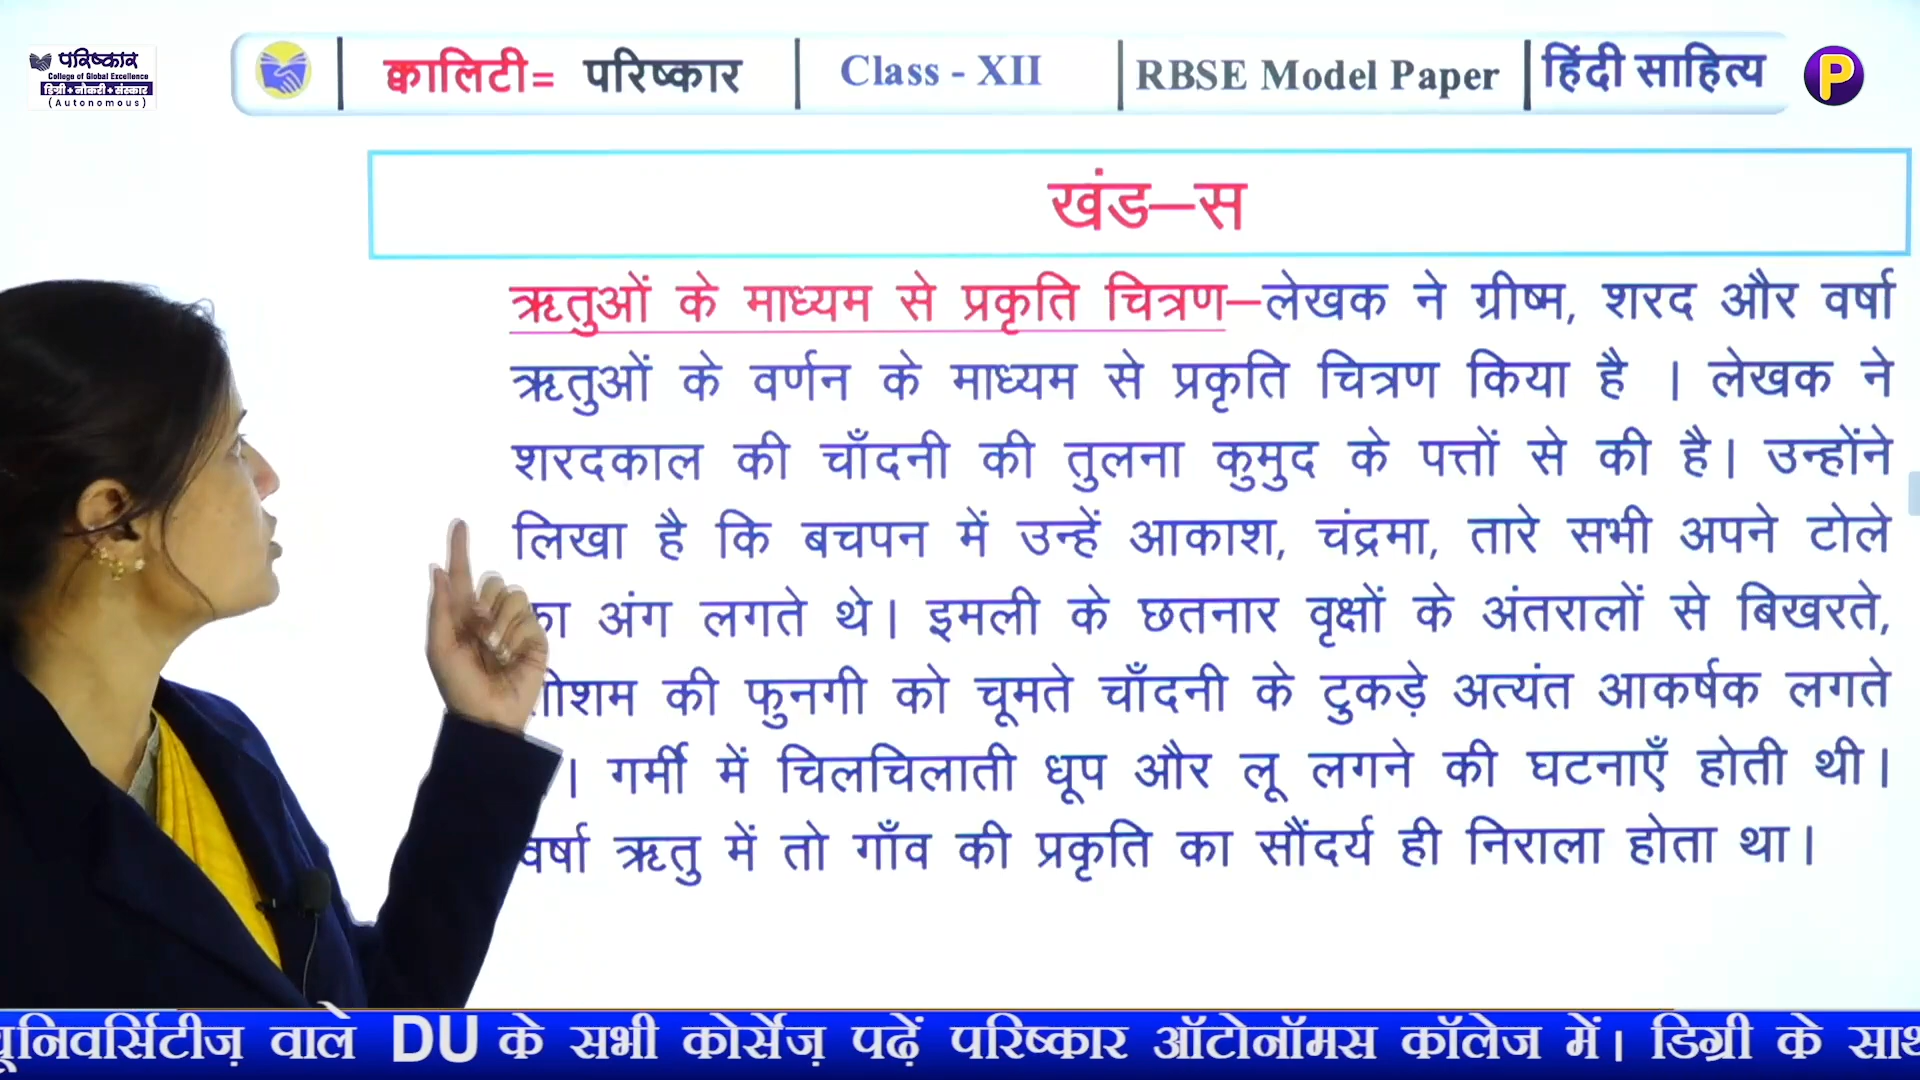 परिष्कार
College of Global Excellence
डिग्री + नौकरी + संस्कार
(Autonomous)
क्वालिटी= परिष्कार
Class - XII
RBSE Model Paper
हिंदी साहित्य
P
खंड–स
ऋतुओं के माध्यम से प्रकृति चित्रण–लेखक ने ग्रीष्म, शरद और वर्षा
ऋतुओं के वर्णन के माध्यम से प्रकृति चित्रण किया है । लेखक ने
शरदकाल की चाँदनी की तुलना कुमुद के पत्तों से की है। उन्होंने
लिखा है कि बचपन में उन्हें आकाश, चंद्रमा, तारे सभी अपने टोले
अंग लगते थे। इमली के छतनार वृक्षों के अंतरालों से बिखरते,
की फुनगी को चूमते चाँदनी के टुकड़े अत्यंत आकर्षक लगते
। गर्मी में चिलचिलाती धूप और लू लगने की घटनाएँ होती थी।
वर्षा ऋतु में तो गाँव की प्रकृति का सौंदर्य ही निराला होता था।
वाले DU के सभी कोर्सेज़ पढ़ें परिष्कार ऑटोनॉमस कॉलेज में। डिग्री के